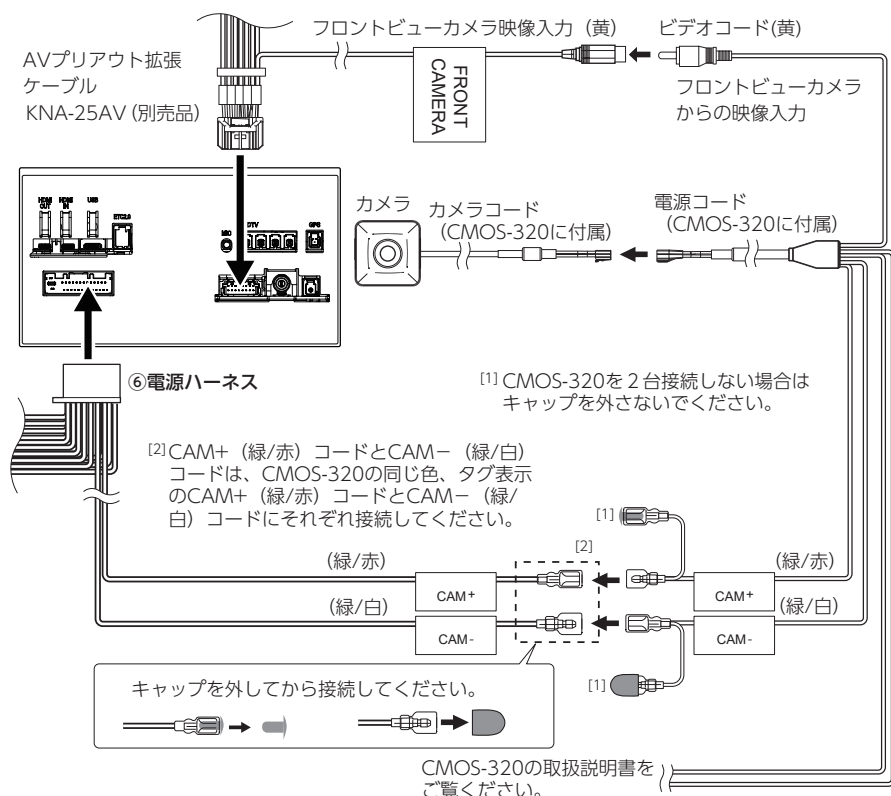 フロントビューカメラ映像入力（黄）
ビデオコード(黄)
AVプリアウト拡張
ケーブル
KNA-25AV (別売品)
FRONT
CAMERA
フロントビューカメラ
からの映像入力
HDMI
OUT
HDMI
IN
USB
ETC2.0
MIC
DTV
GPS
カメラ
カメラコード
（CMOS-320に付属）
電源コード
（CMOS-320に付属）
⑥電源ハーネス
[1] CMOS-320を２台接続しない場合は
キャップを外さないでください。
[2] CAM+（緑/赤）コードとCAM−（緑/白）
コードは、CMOS-320の同じ色、タグ表示
のCAM+（緑/赤）コードとCAM−（緑/
白）コードにそれぞれ接続してください。
[1]
[2]
(緑/赤)
(緑/赤)
CAM+
CAM+
(緑/白)
(緑/白)
CAM-
CAM-
[1]
キャップを外してから接続してください。
CMOS-320の取扱説明書を
ご覧ください。